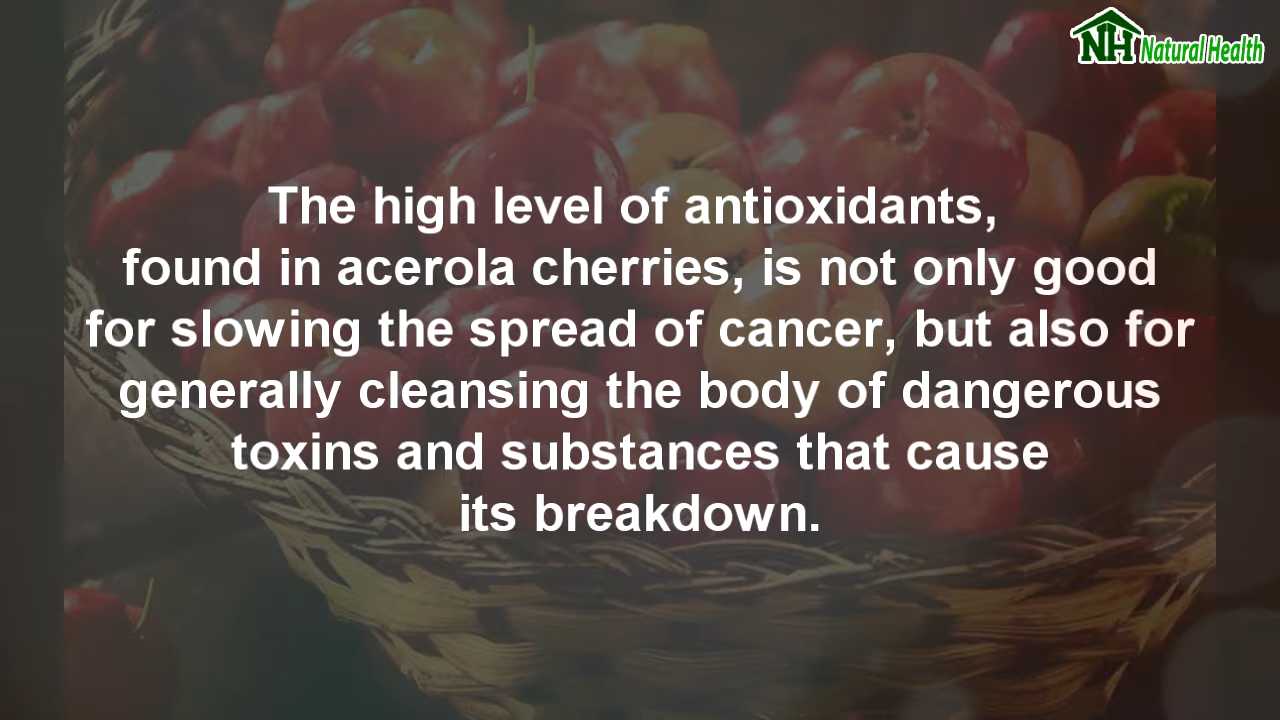 NH Natural Health
The high level of antioxidants,
found in acerola cherries, is not only good
for slowing the spread of cancer, but also for
generally cleansing the body of dangerous
toxins and substances that cause
its breakdown.